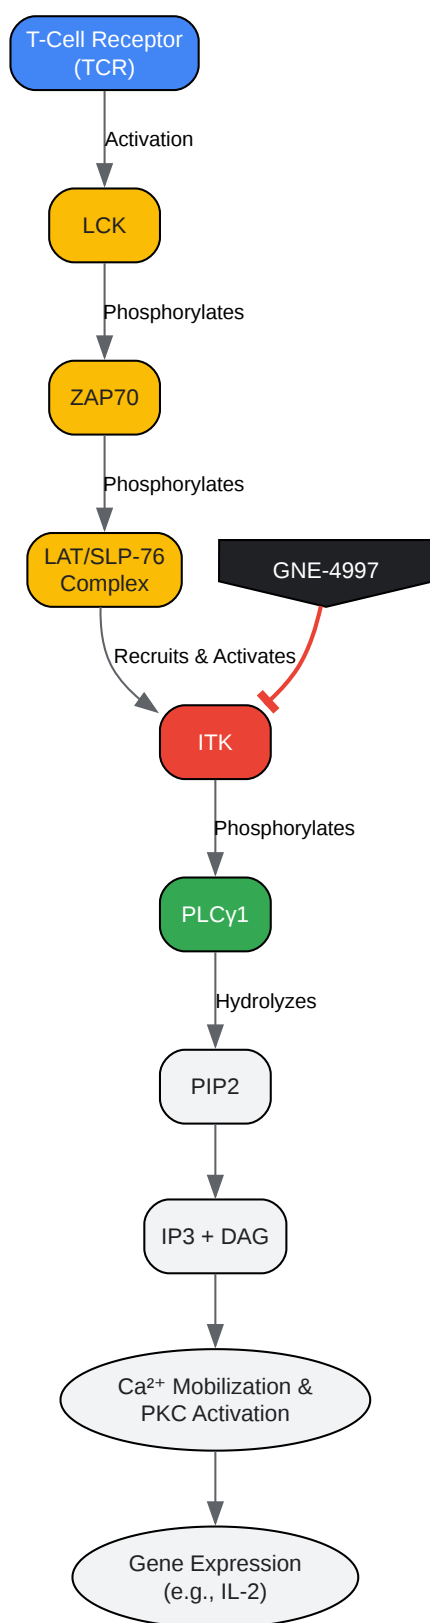 T-Cell Receptor
(TCR)
Activation
LCK
Phosphorylates
ZAP70
Phosphorylates
LAT/SLP-76
Complex
GNE-4997
Recruits & Activates
ITK
Phosphorylates
PLCγ1
Hydrolyzes
PIP2
IP3 + DAG
Ca²⁺ Mobilization &
PKC Activation
Gene Expression
(e.g., IL-2)